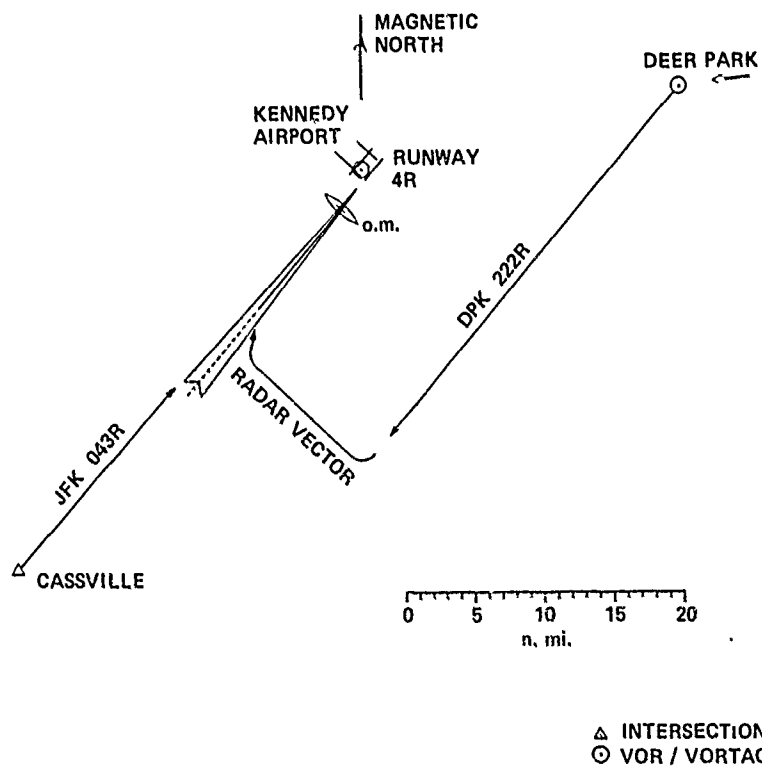 MAGNETIC
NORTH
DEER PARK
KENNEDY
AIRPORT
RUNWAY
4R
o.m.
DPK 222R
RADAR VECTOR
JFK 043R
CASSVILLE
0 5 10 15 20
n. mi.
INTERSECTION
VOR / VORTAC